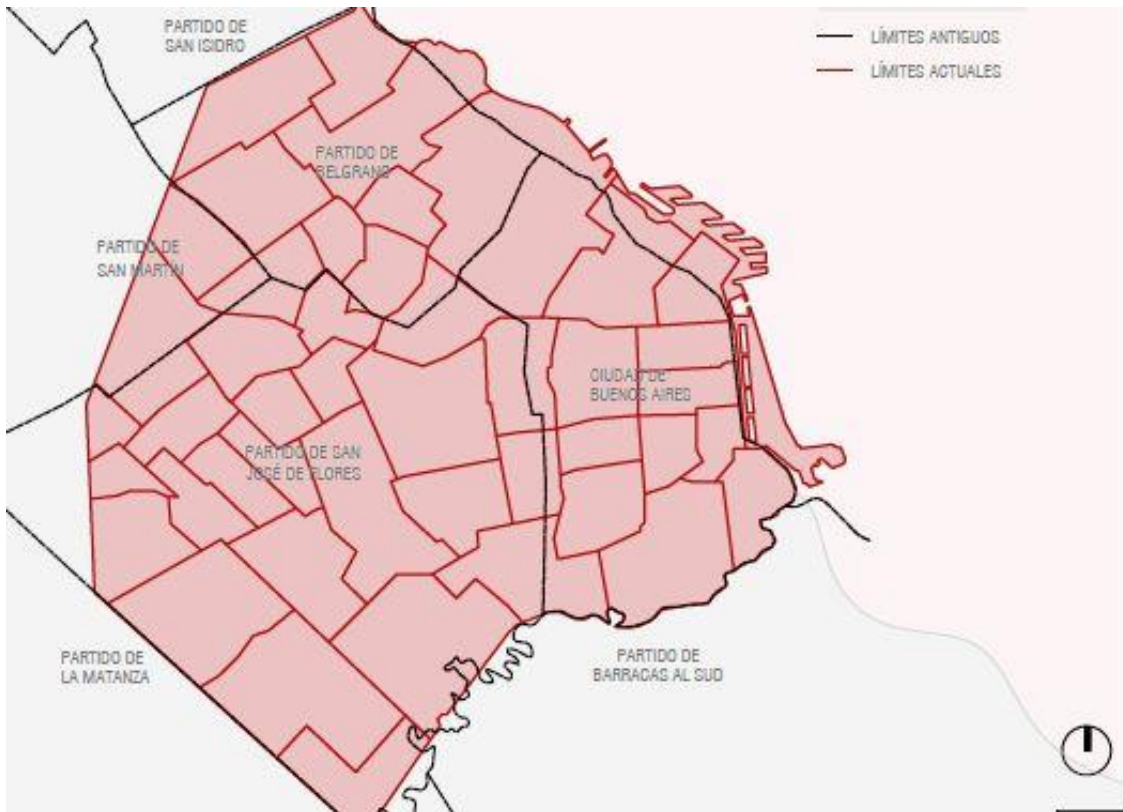 PARTIDO DE
SAN ISIDRO
LÍMITES ANTIGUOS
LÍMITES ACTUALES
PARTIDO DE
BELGRANO
PARTIDO DE
SAN MARTÍN
CIUDAD DE
BUENOS AIRES
PARTIDO DE SAN
JOSÉ DE FLORES
PARTIDO DE
LA MATANZA
PARTIDO DE
BARRACAS AL SUD